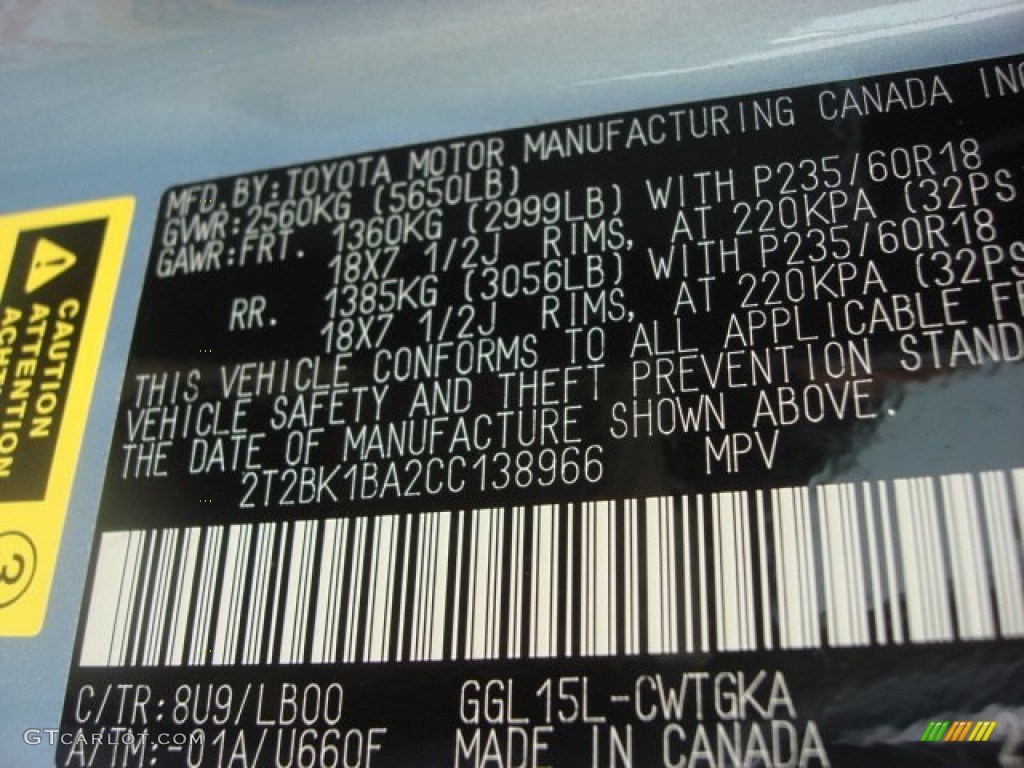 MFD. BY: TOYOTA MOTOR MANUFACTURING CANADA INC
GVWR: 2560KG (5650LB)
GAWR: FRT. 1360KG (2999LB) WITH P235/60R18
18X7 1/2J RIMS, AT 220KPA (32PS
RR. 1385KG (3056LB) WITH P235/60R18
18X7 1/2J RIMS, AT 220KPA (32PS
THIS VEHICLE CONFORMS TO ALL APPLICABLE FE
VEHICLE SAFETY AND THEFT PREVENTION STAND
THE DATE OF MANUFACTURE SHOWN ABOVE.
2T2BK1BA2CC138966 MPV
C/TR: 8U9/LB00 GGL15L-CWTGKA
A/TM: -01A/U660F MADE IN CANADA
CAUTION
ATTENTION
3
GTCARLOT.COM